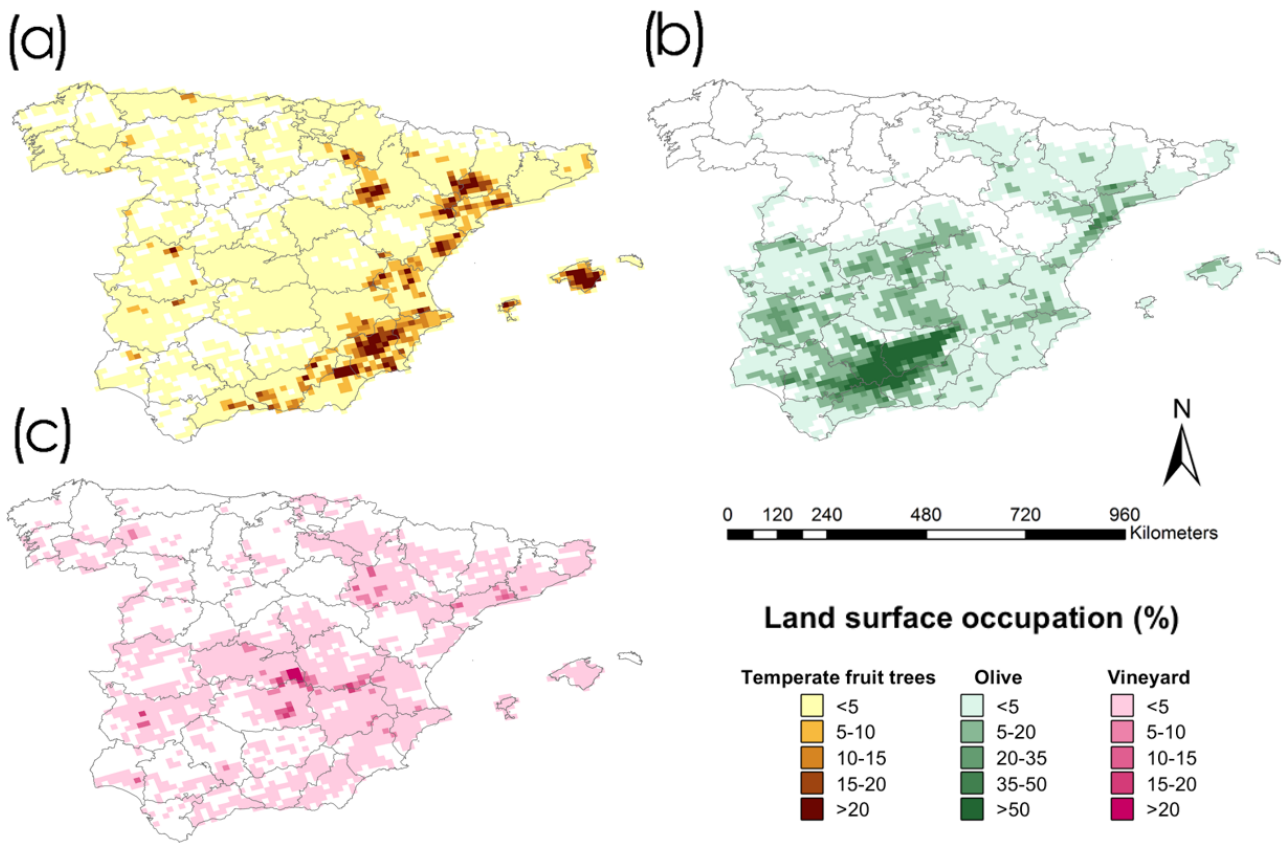 (a)
(b)
(c)
N
0 120 240 480 720 960
Kilometers
Land surface occupation (%)
Temperate fruit trees
<5
5-10
10-15
15-20
>20
Olive
<5
5-20
20-35
35-50
>50
Vineyard
<5
5-10
10-15
15-20
>20